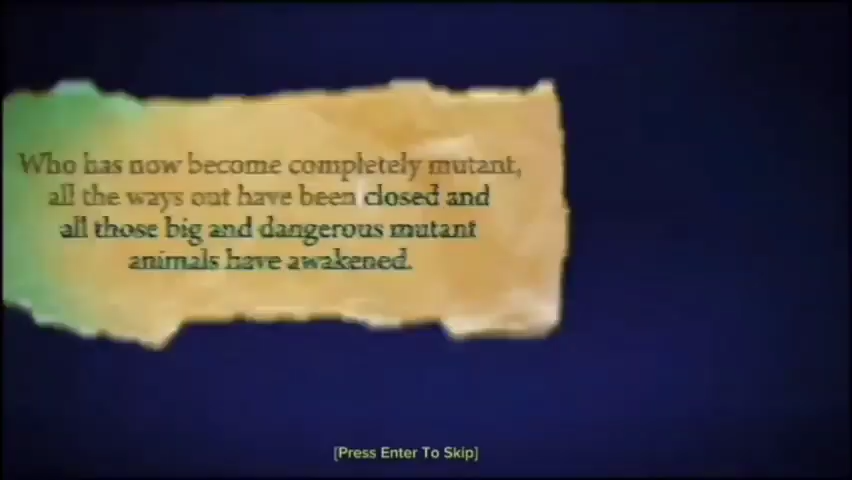 Who has now become completely mutant,
all the ways out have been closed and
all those big and dangerous mutant
animals have awakened.
[Press Enter To Skip]